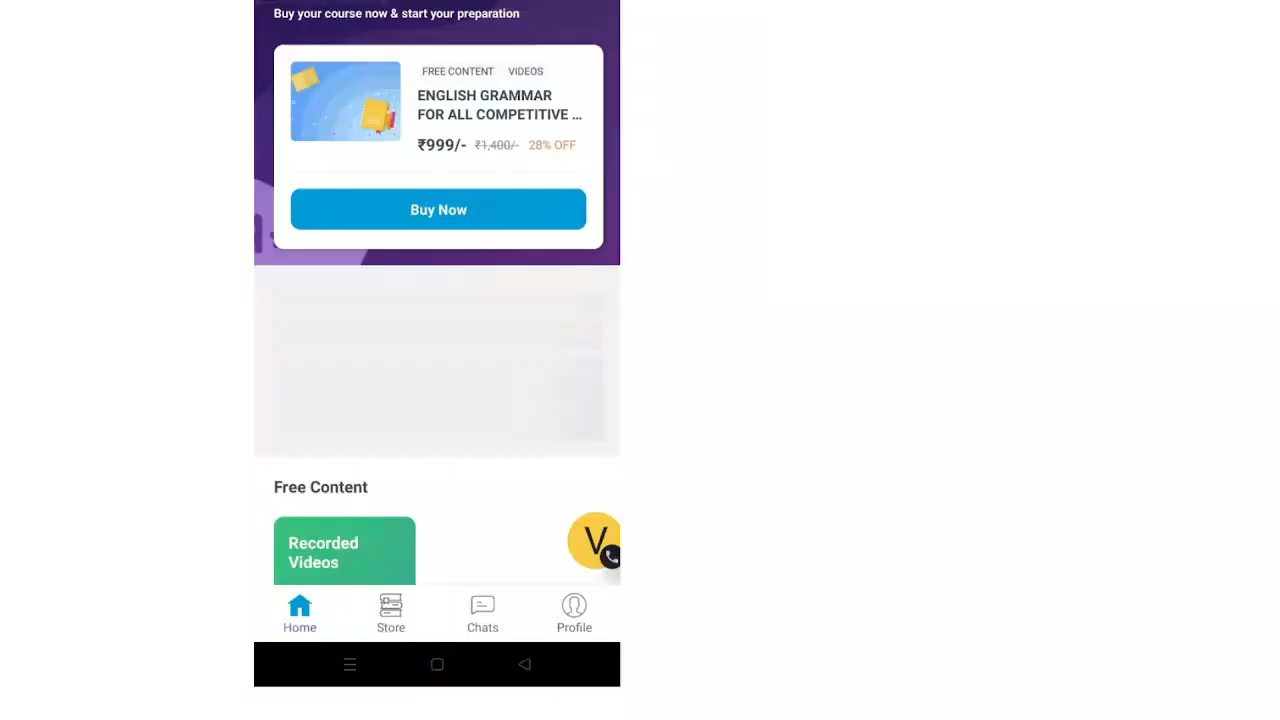 Buy your course now & start your preparation
FREE CONTENT VIDEOS
ENGLISH GRAMMAR
FOR ALL COMPETITIVE ...
₹999/- ₹1,400/- 28% OFF
Buy Now
Free Content
Recorded
Videos
V
Home Store Chats Profile